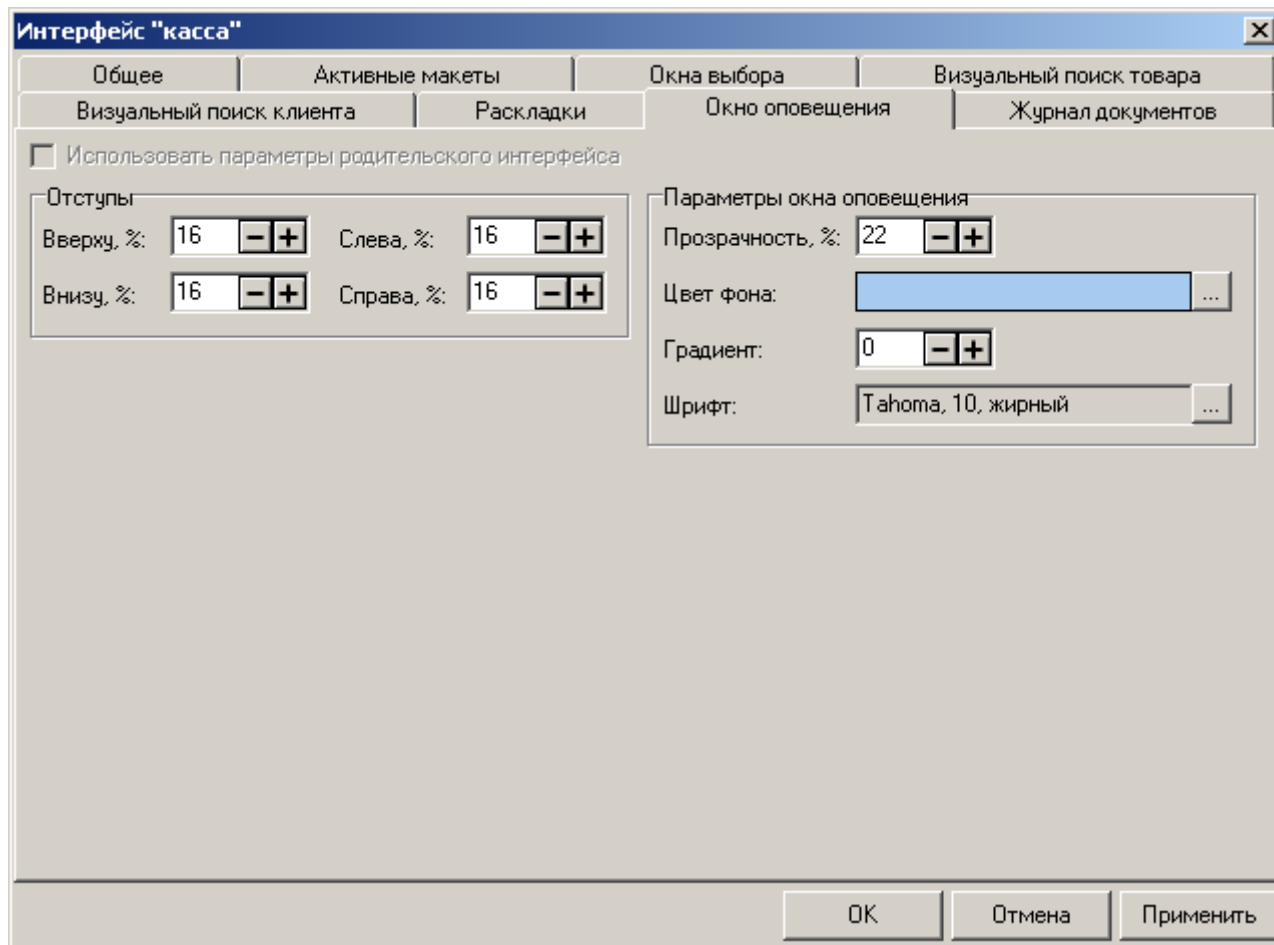 Интерфейс "касса"
Общее Активные макеты Окна выбора Визуальный поиск товара
Визуальный поиск клиента Раскладки Окно оповещения Журнал документов
Использовать параметры родительского интерфейса
Отступы
Вверху, %: 16 Слева, %: 16
Внизу, %: 16 Справа, %: 16
Параметры окна оповещения
Прозрачность, %: 22
Цвет фона: ...
Градиент: 0
Шрифт: Tahoma, 10, жирный ...
OK Отмена Применить